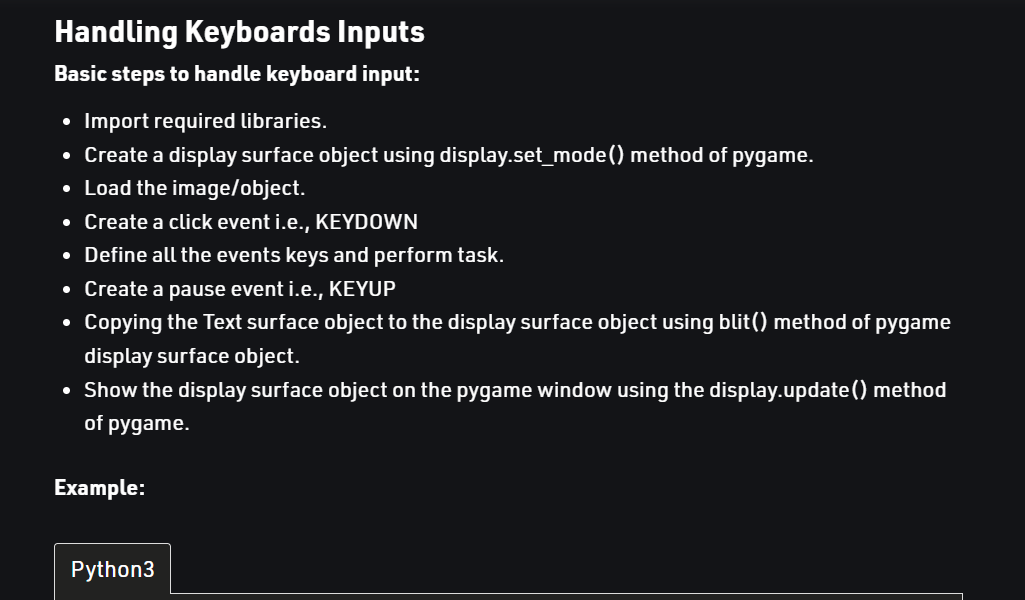 Handling Keyboards Inputs
Basic steps to handle keyboard input:
• Import required libraries.
• Create a display surface object using display.set_mode() method of pygame.
• Load the image/object.
• Create a click event i.e., KEYDOWN
• Define all the events keys and perform task.
• Create a pause event i.e., KEYUP
• Copying the Text surface object to the display surface object using blit() method of pygame
display surface object.
• Show the display surface object on the pygame window using the display.update() method
of pygame.
Example:
Python3